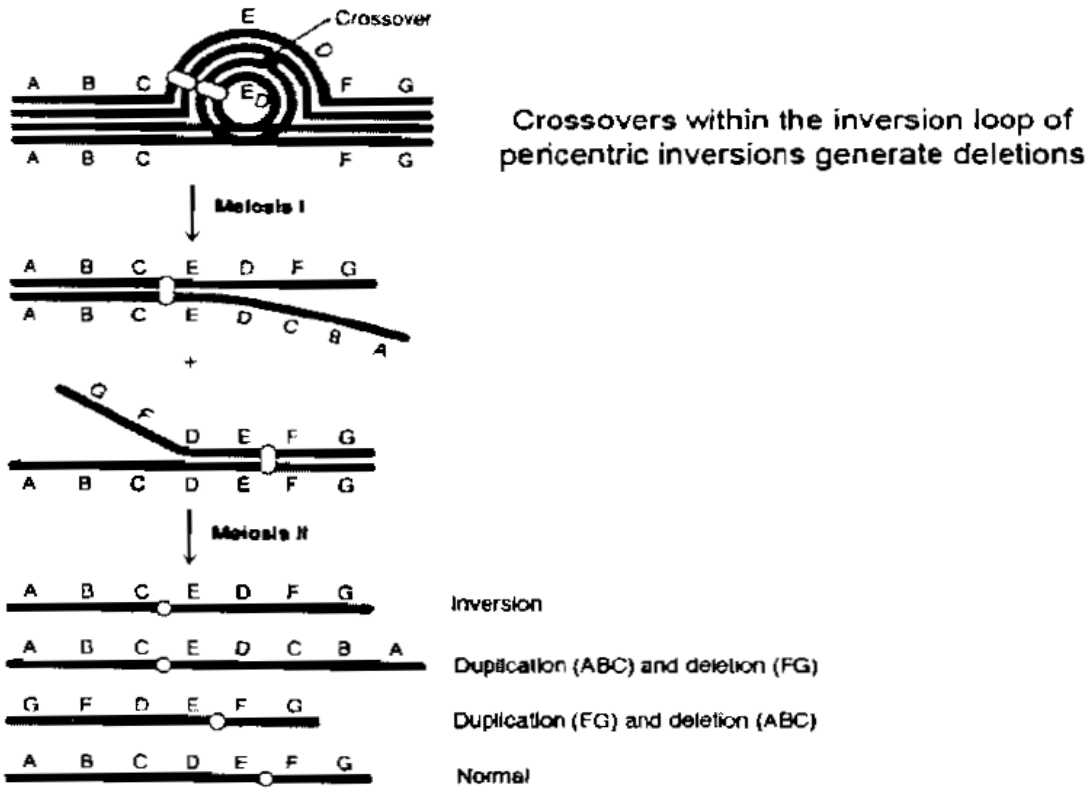 E
Crossover
D
A B C F G
E D
A B C F G
Crossovers within the inversion loop of
pericentric inversions generate deletions
Meiosis I
A B C E D F G
A B C E D C B A
+
G F
D E F G
A B C D E F G
Meiosis II
A B C E D F G
Inversion
A B C E D C B A
Duplication (ABC) and deletion (FG)
G F D E F G
Duplication (FG) and deletion (ABC)
A B C D E F G
Normal